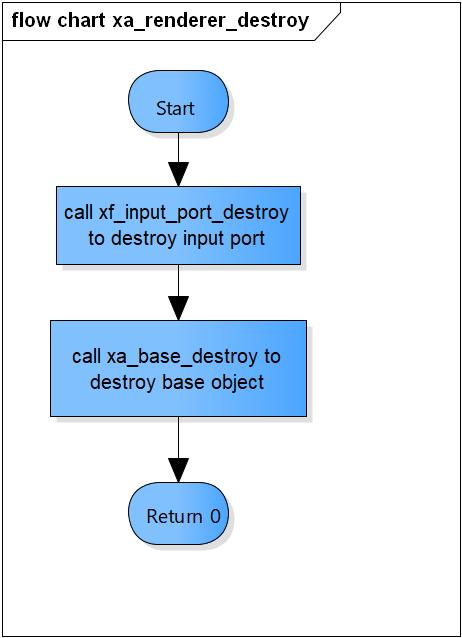 flow chart xa_renderer_destroy
Start
call xf_input_port_destroy
to destroy input port
call xa_base_destroy to
destroy base object
Return 0